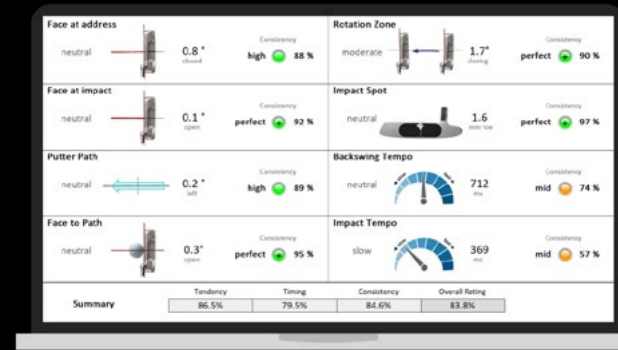 Face at address
neutral
0.8 °
closed
Consistency
high 88 %
Rotation Zone
moderate
1.7°
closing
Consistency
perfect 90 %
Face at impact
neutral
0.1 °
open
Consistency
perfect 92 %
Impact Spot
neutral
1.6
mm toe
Consistency
perfect 97 %
Putter Path
neutral
0.2 °
left
Consistency
high 89 %
Backswing Tempo
neutral
slow
fast
712
ms
Consistency
mid 74 %
Face to Path
neutral
0.3°
open
Consistency
perfect 95 %
Impact Tempo
slow
slow
fast
369
ms
Consistency
mid 57 %
Summary
Tendency Timing Consistency Overall Rating
86.5% 79.5% 84.6% 83.8%